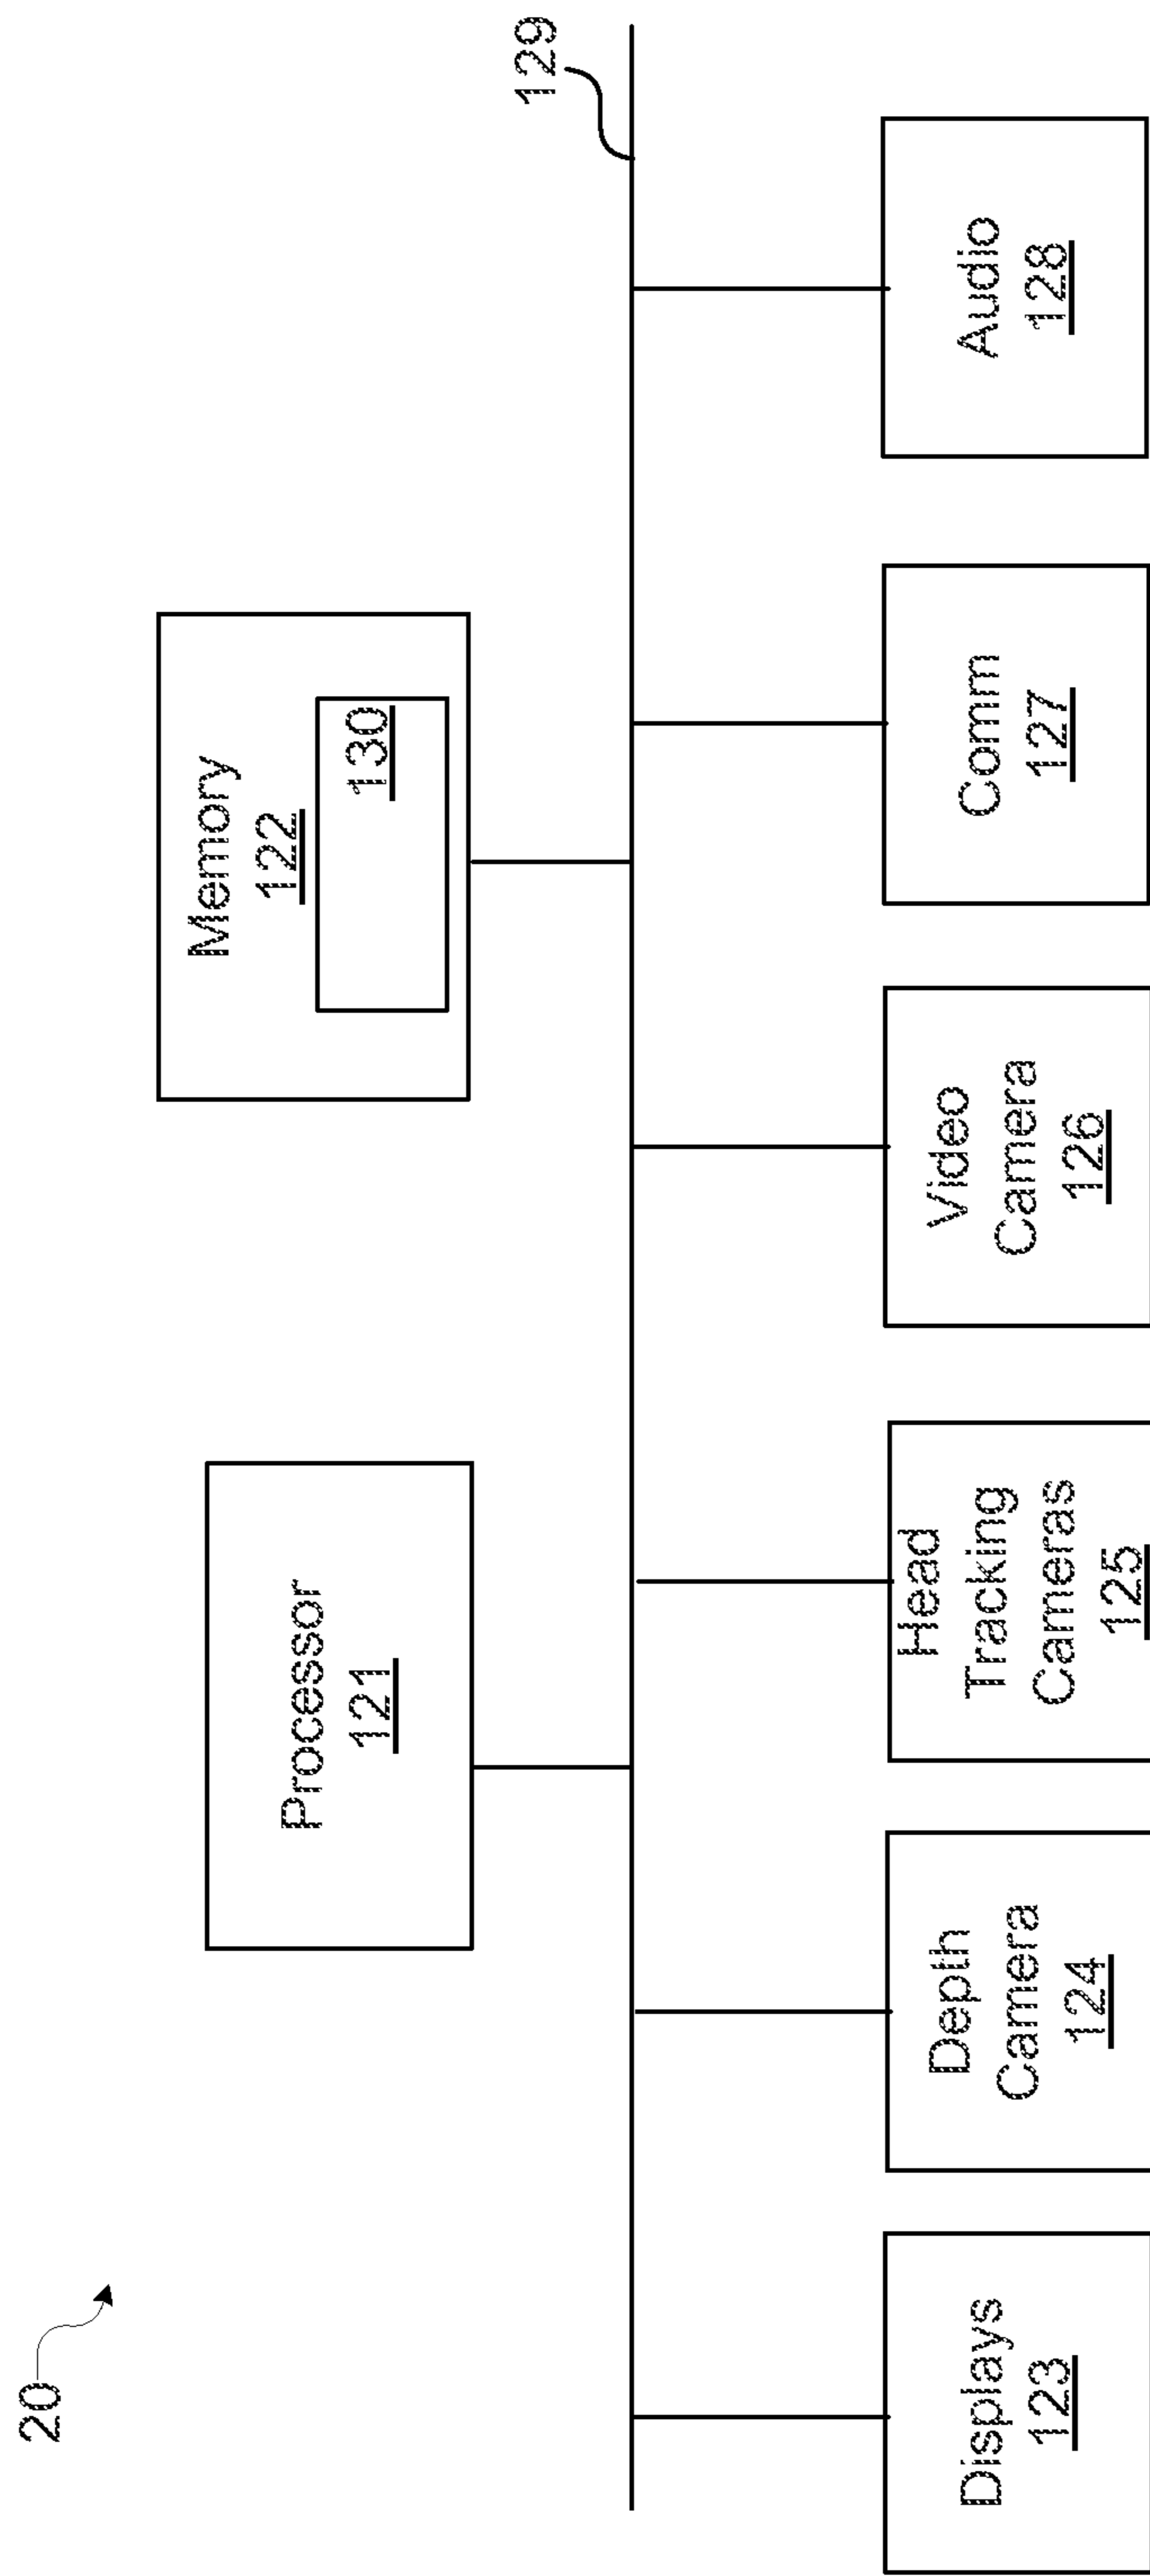 20
Processor
121
Memory
122
130
129
Displays
123
Depth
Camera
124
Head
Tracking
Cameras
125
Video
Camera
126
Comm
127
Audio
128